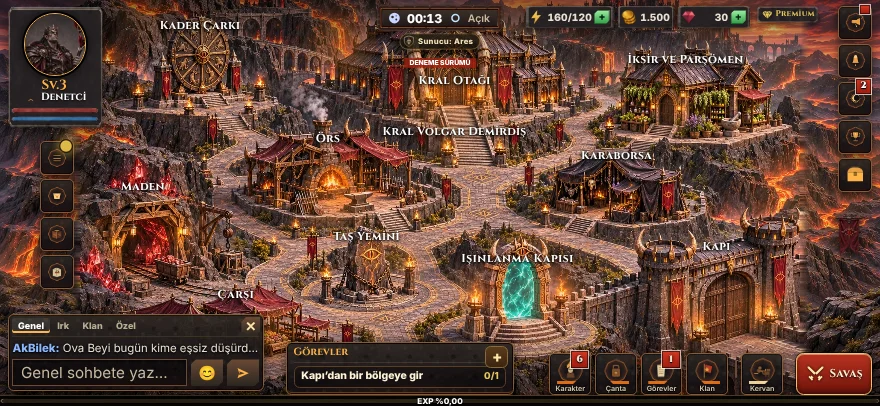 KADER ÇARKI
00:13 Açık
160/120
1.500
30
PREMIUM
Sunucu: Ares
DENEME SÜRÜMÜ
KRAL OTAĞI
İKSİR VE PARŞÖMEN
Sv.3
DENETCİ
2
ÖRS
KRAL VOLGAR DEMİRDİŞ
KARABORSA
MADEN
TAŞ YEMİNİ
IŞINLANMA KAPISI
KAPI
ÇARŞI
Genel Irk Klan Özel
AkBilek: Ova Beyi bugün kime eşsiz düşürd...
Genel sohbete yaz...
GÖREVLER
Kapı'dan bir bölgeye gir 0/1
6
1
Karakter
Çanta
Görevler
Klan
Kervan
SAVAŞ
EXP %0,00